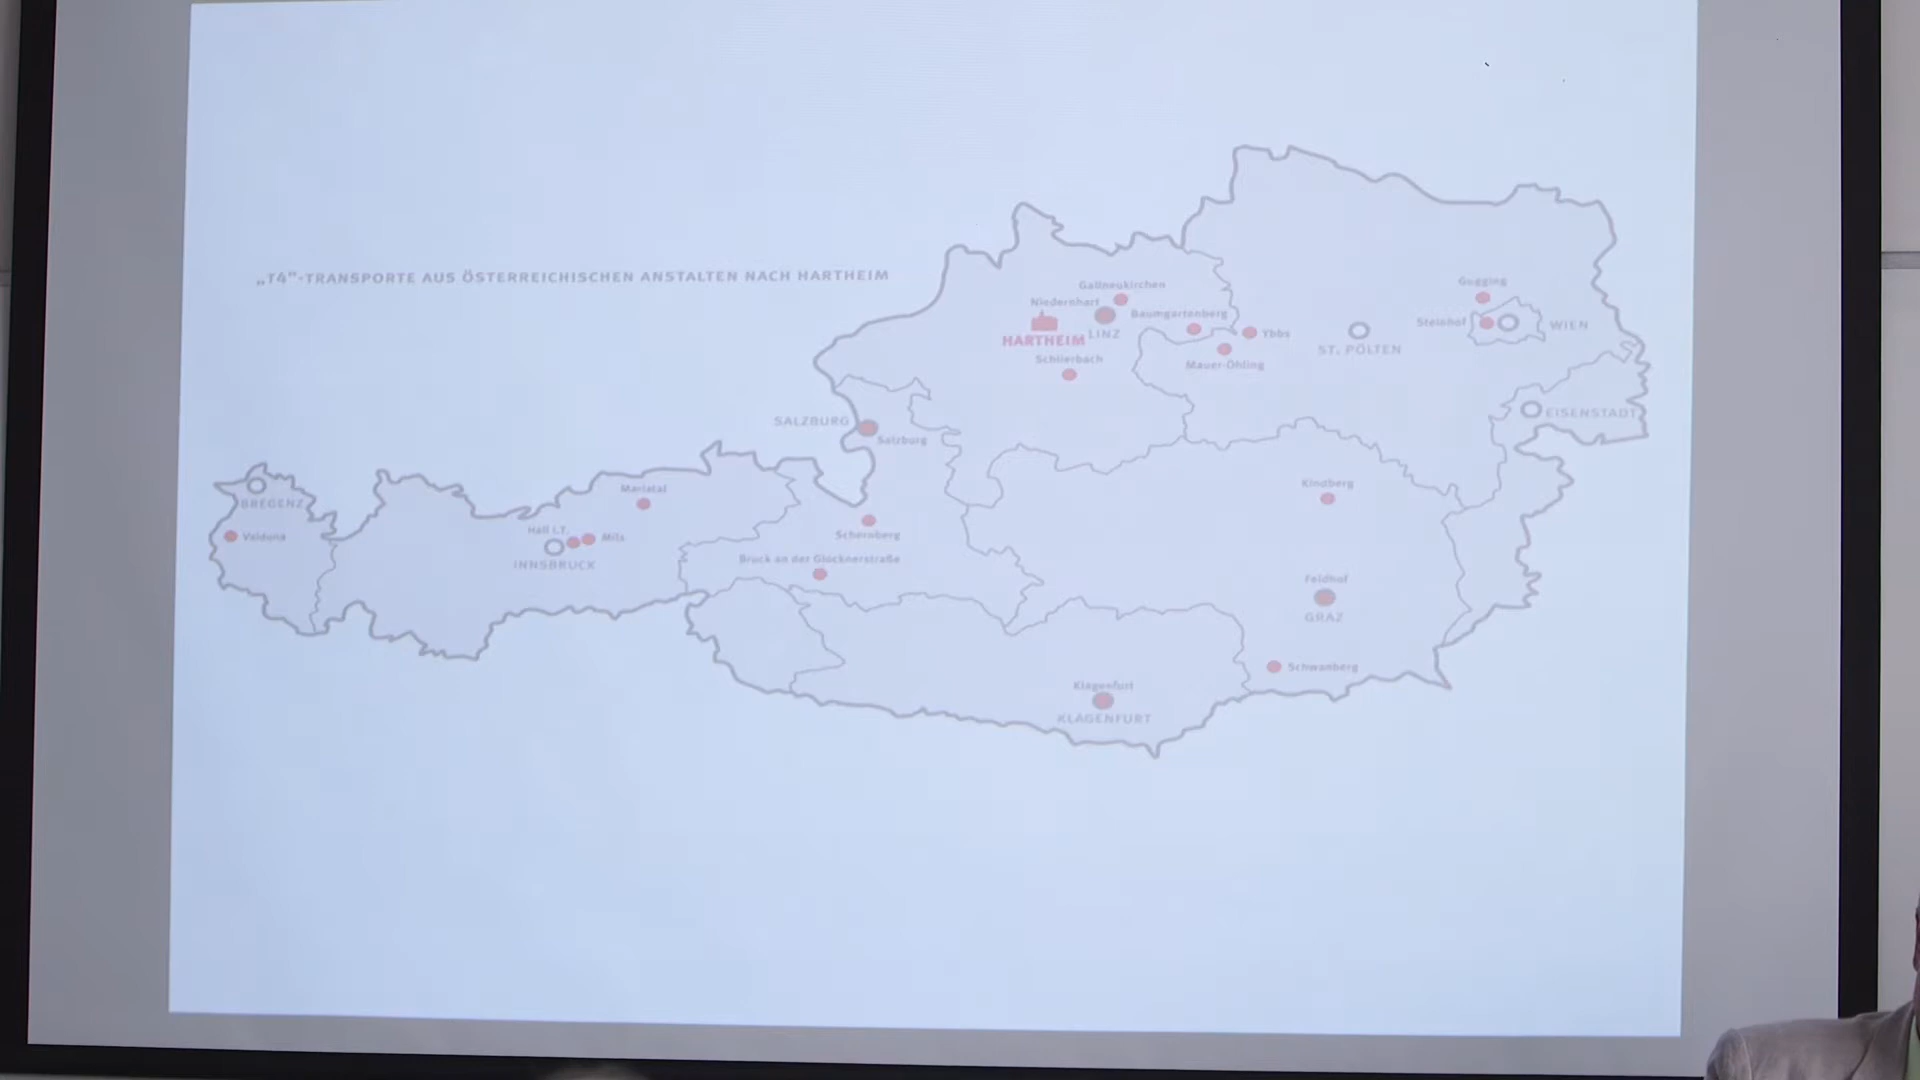 „T4"-TRANSPORTE AUS ÖSTERREICHISCHEN ANSTALTEN NACH HARTHEIM
Gallneukirchen
Niedernhart
Baumgartenberg
LINZ
HARTHEIM
Schlierbach
Ybbs
Mauer-Öhling
ST. PÖLTEN
Gugging
Steinhof
WIEN
EISENSTADT
SALZBURG
Salzburg
BREGENZ
Valduna
Mariatal
Hall i.T.
Mils
INNSBRUCK
Schernberg
Bruck an der Glocknerstraße
Kindberg
Feldhof
GRAZ
Schwanberg
Klagenfurt
KLAGENFURT